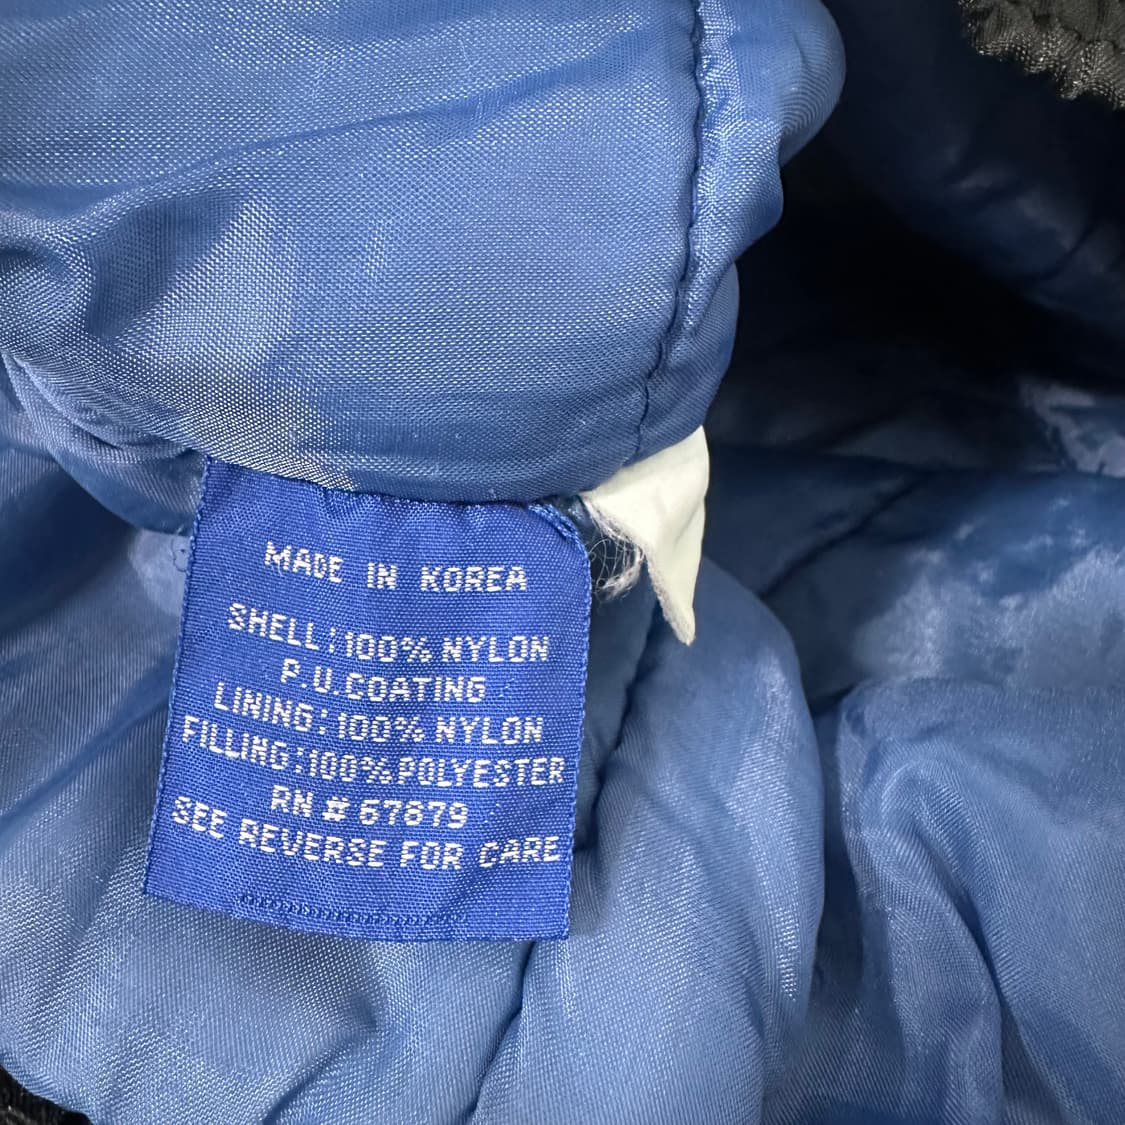 MADE IN KOREA
SHELL:100% NYLON
P.U.COATING
LINING:100% NYLON
FILLING:100%POLYESTER
RN # 67879
SEE REVERSE FOR CARE